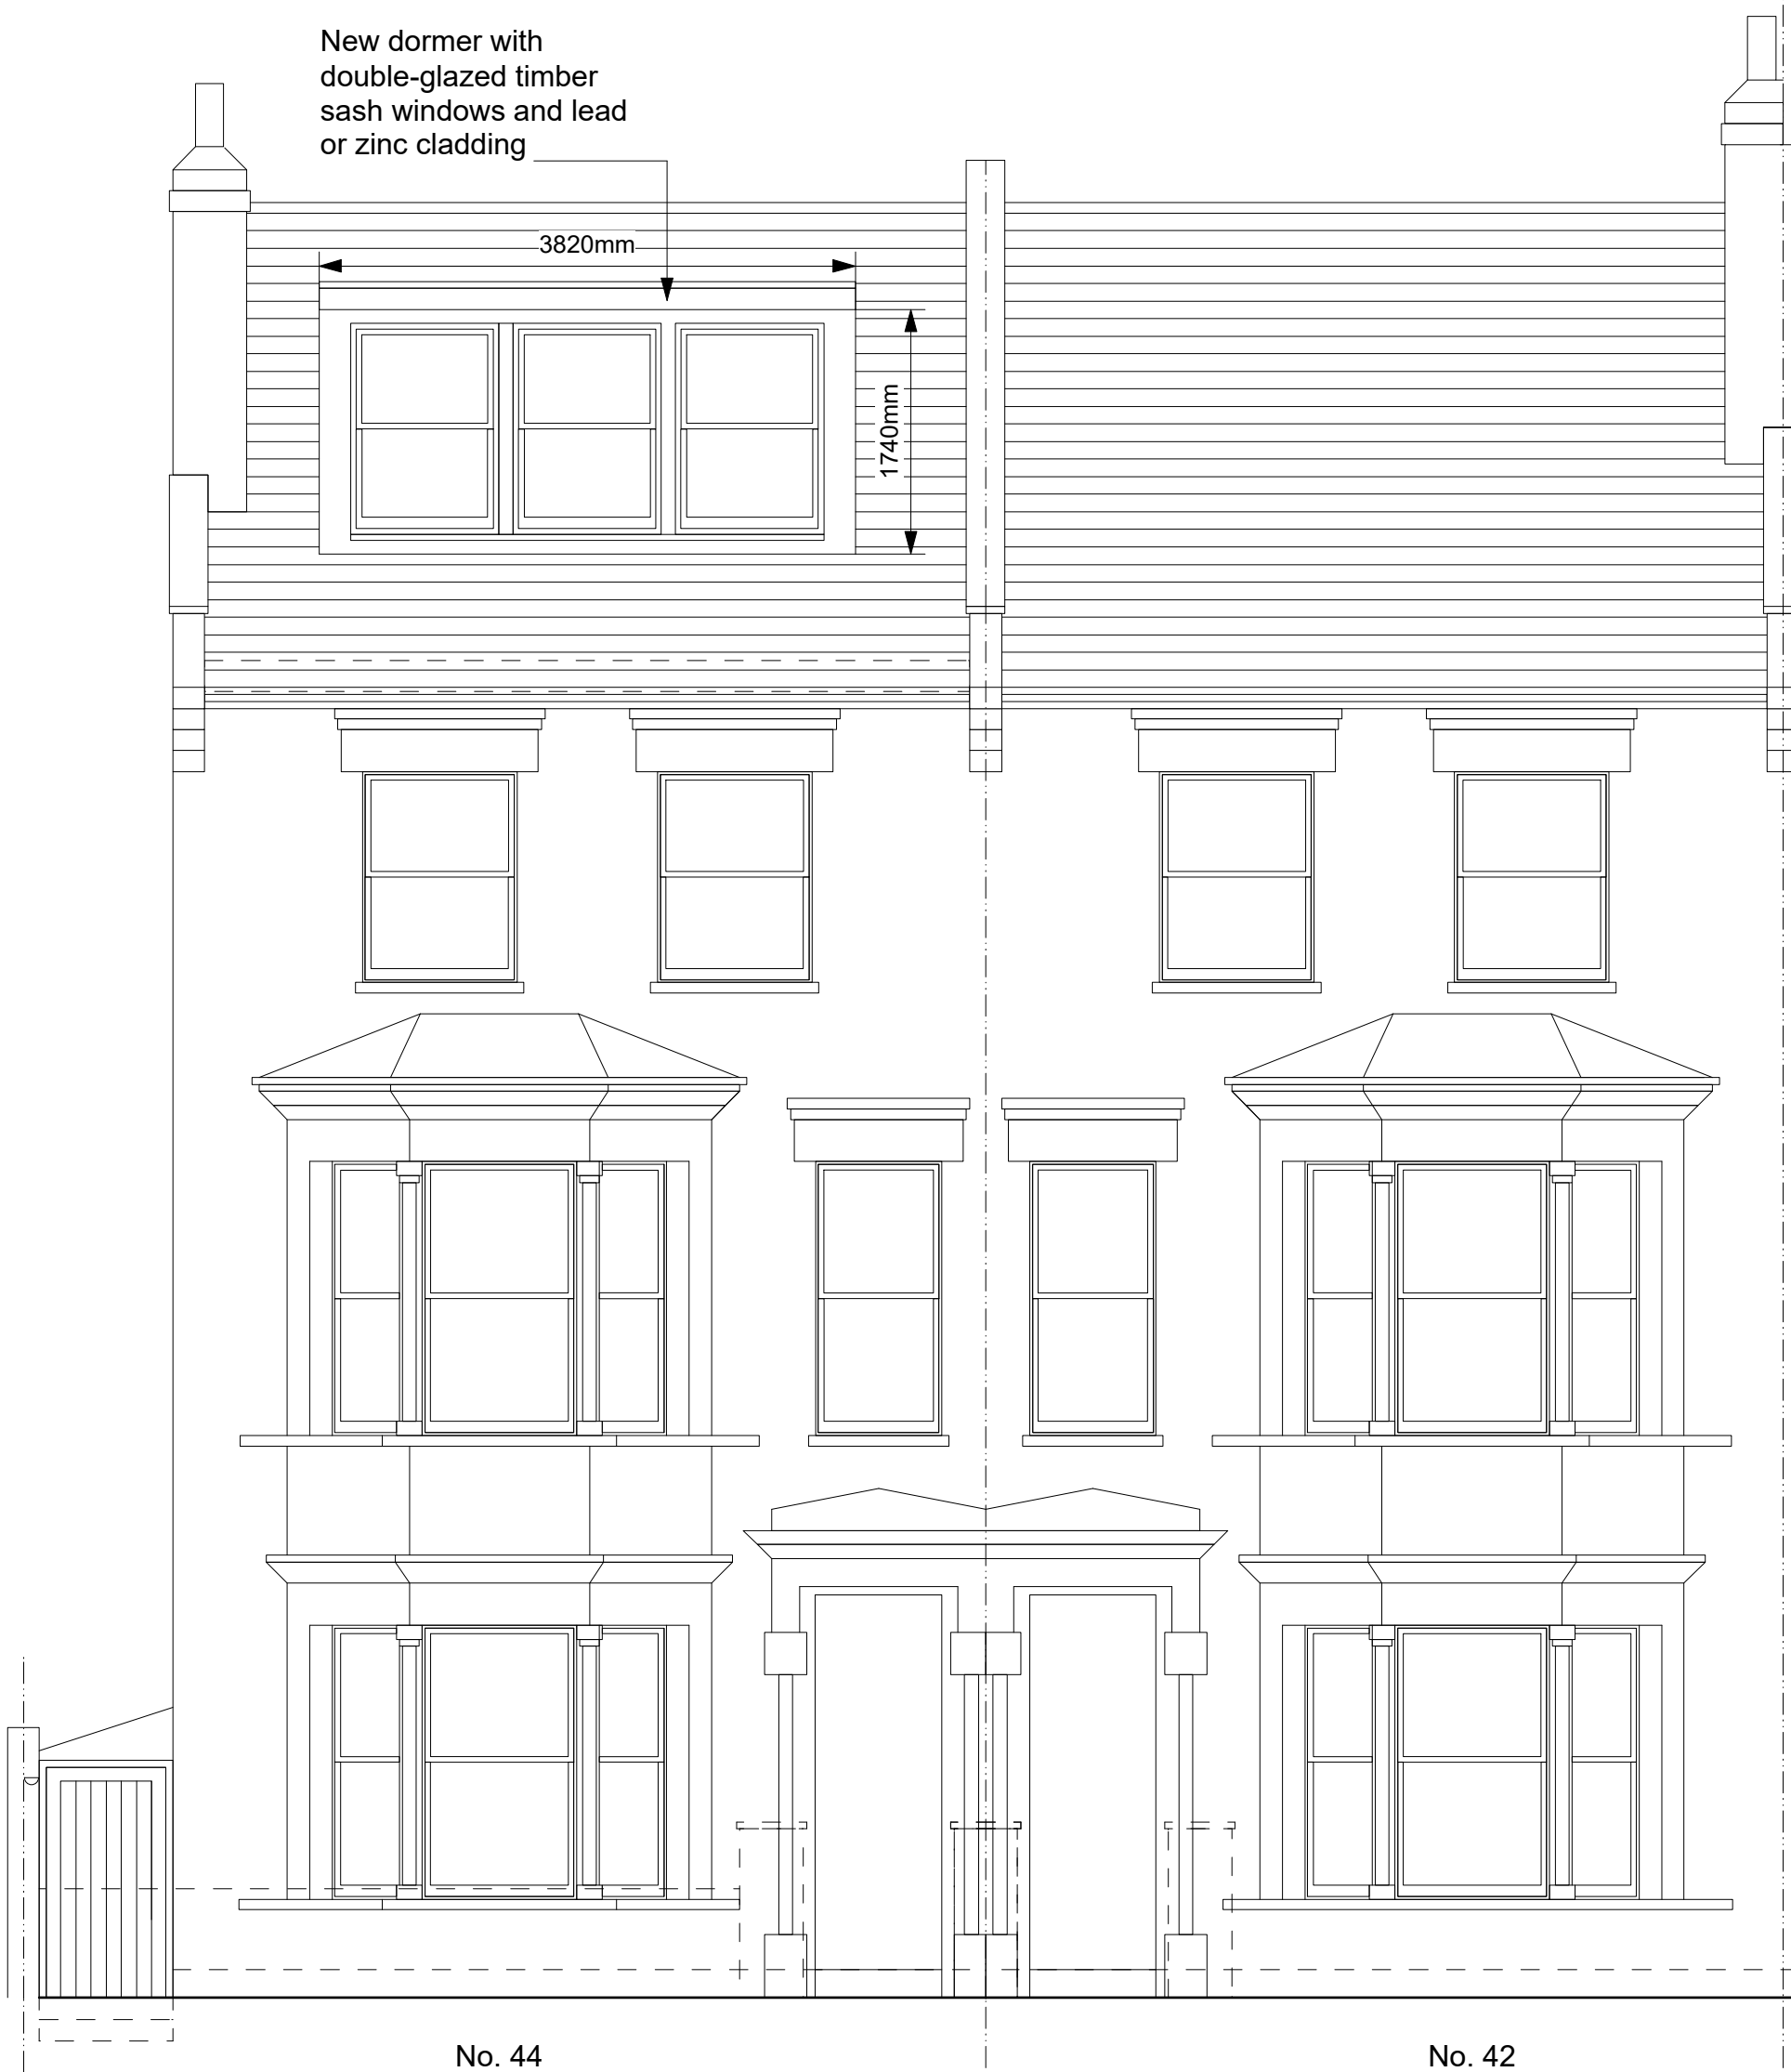 New dormer with
double-glazed timber
sash windows and lead
or zinc cladding
3820mm
1740mm
No. 44
No. 42